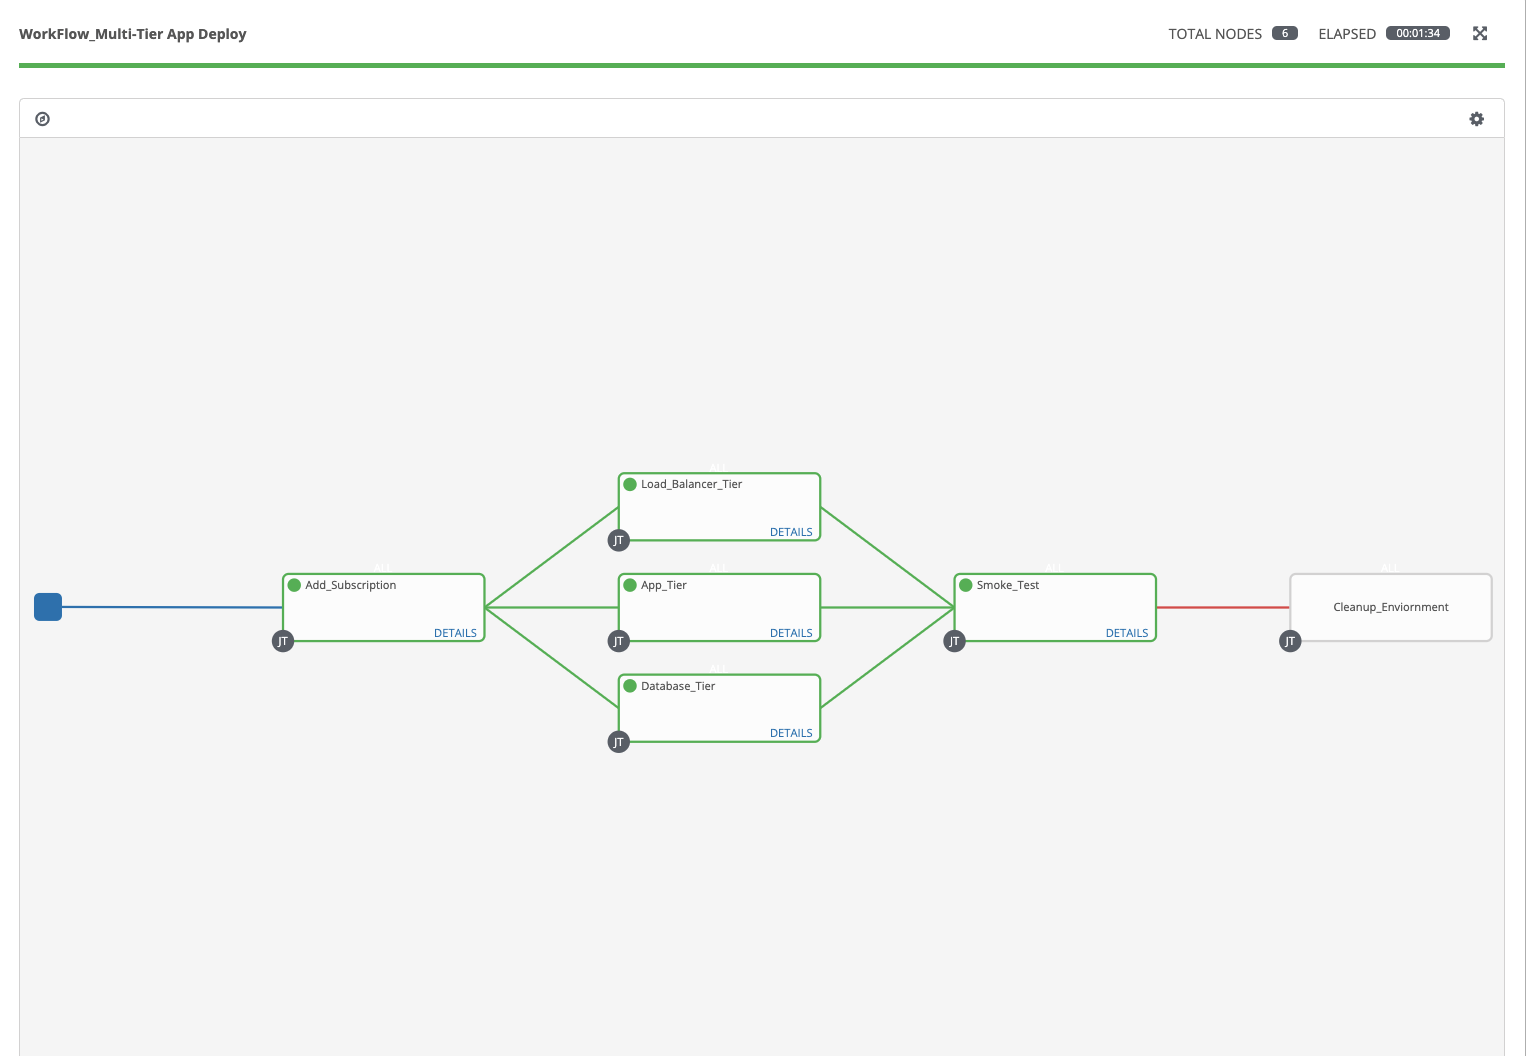 WorkFlow_Multi-Tier App Deploy
TOTAL NODES 6 ELAPSED 00:01:34
ALL
Load_Balancer_Tier
DETAILS
JT
ALL
Add_Subscription
DETAILS
JT
ALL
App_Tier
DETAILS
JT
ALL
Database_Tier
DETAILS
JT
ALL
Smoke_Test
DETAILS
JT
ALL
Cleanup_Enviornment
JT